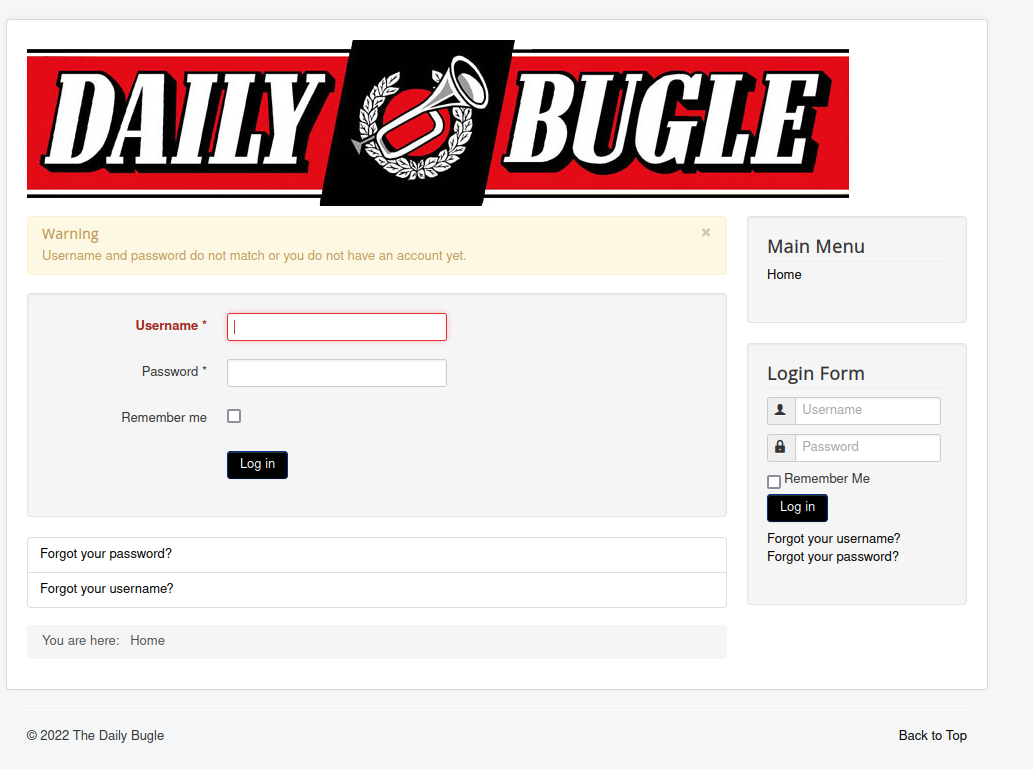 DAILY BUGLE
Warning
×
Username and password do not match or you do not have an account yet.
Username *
Password *
Remember me
Log in
Forgot your password?
Forgot your username?
You are here: Home
Main Menu
Home
Login Form
Username
Password
Remember Me
Log in
Forgot your username?
Forgot your password?
© 2022 The Daily Bugle
Back to Top